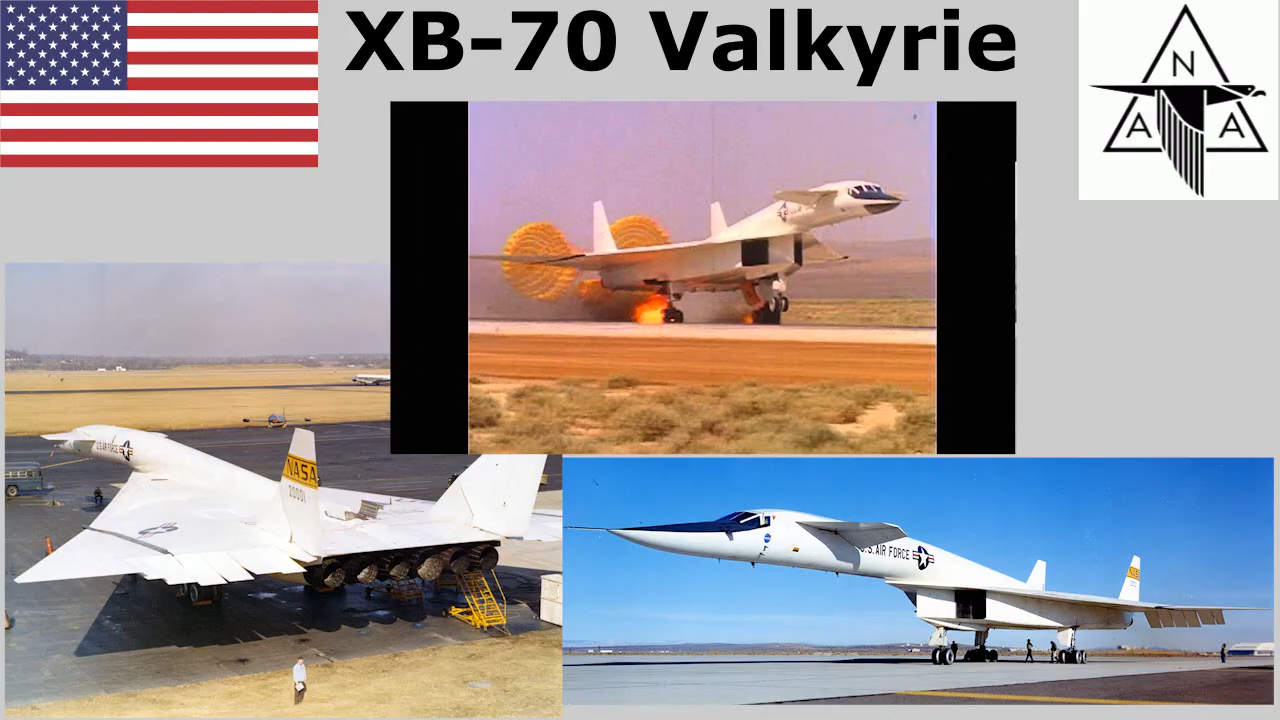 XB-70 Valkyrie
N
A A
U.S. AIR FORCE
NASA
20001
U.S. AIR FORCE